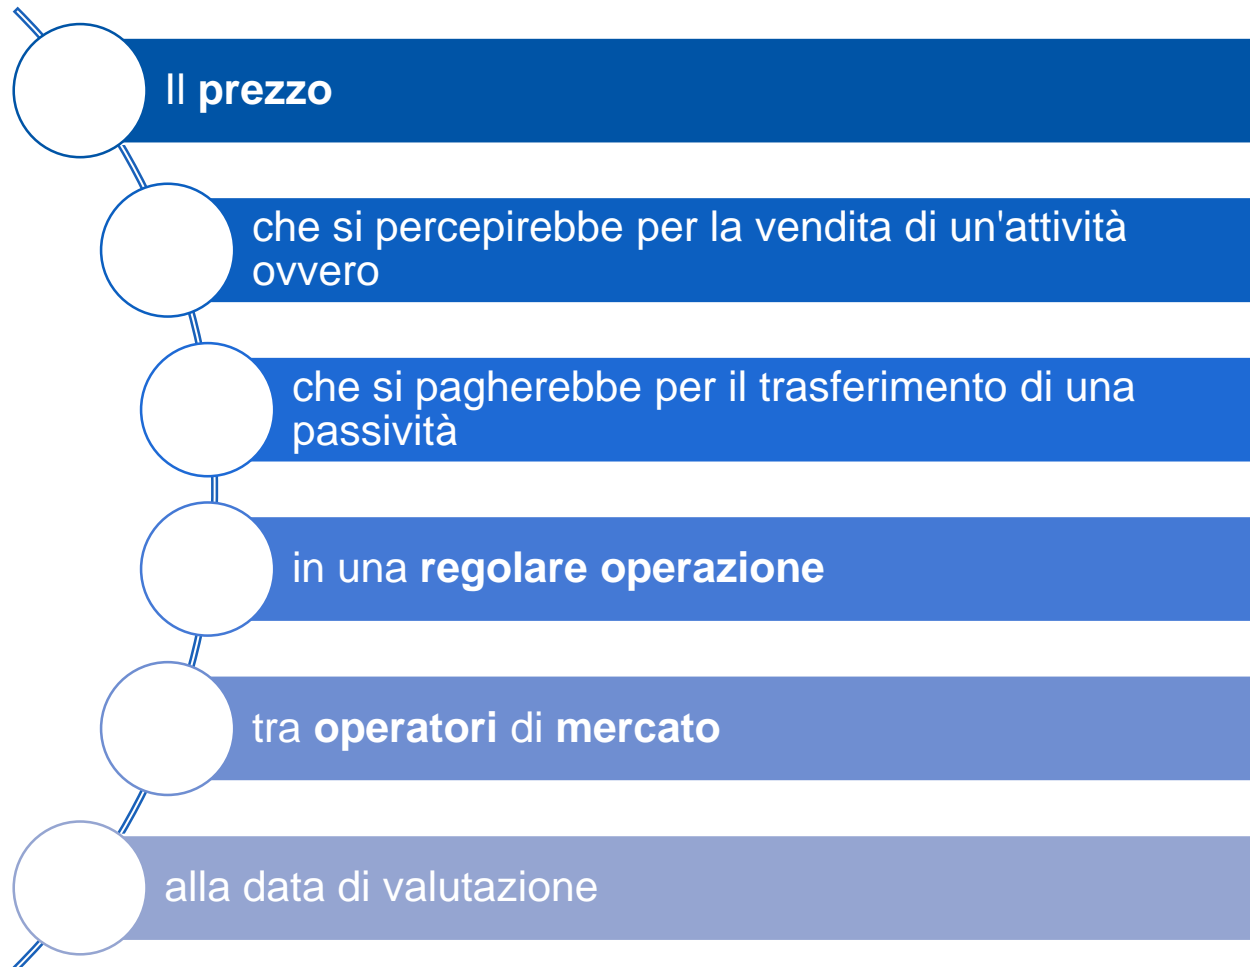 Il prezzo
che si percepirebbe per la vendita di un'attività
ovvero
che si pagherebbe per il trasferimento di una
passività
in una regolare operazione
tra operatori di mercato
alla data di valutazione